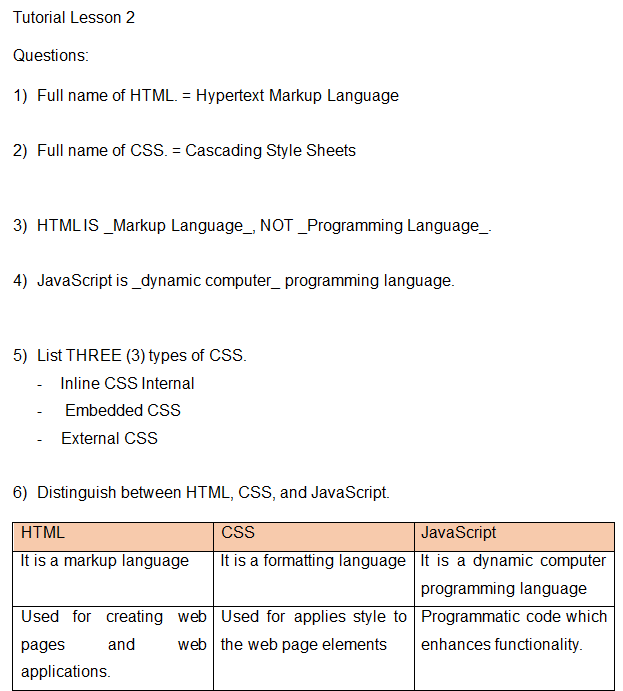 Tutorial Lesson 2
Questions:
1) Full name of HTML. = Hypertext Markup Language
2) Full name of CSS. = Cascading Style Sheets
3) HTML IS _Markup Language_, NOT _Programming Language_.
4) JavaScript is _dynamic computer_ programming language.
5) List THREE (3) types of CSS.
- Inline CSS Internal
- Embedded CSS
- External CSS
6) Distinguish between HTML, CSS, and JavaScript.
HTML CSS JavaScript
It is a markup language It is a formatting language It is a dynamic computer
programming language
Used for creating web Used for applies style to Programmatic code which
pages and web the web page elements enhances functionality.
applications.